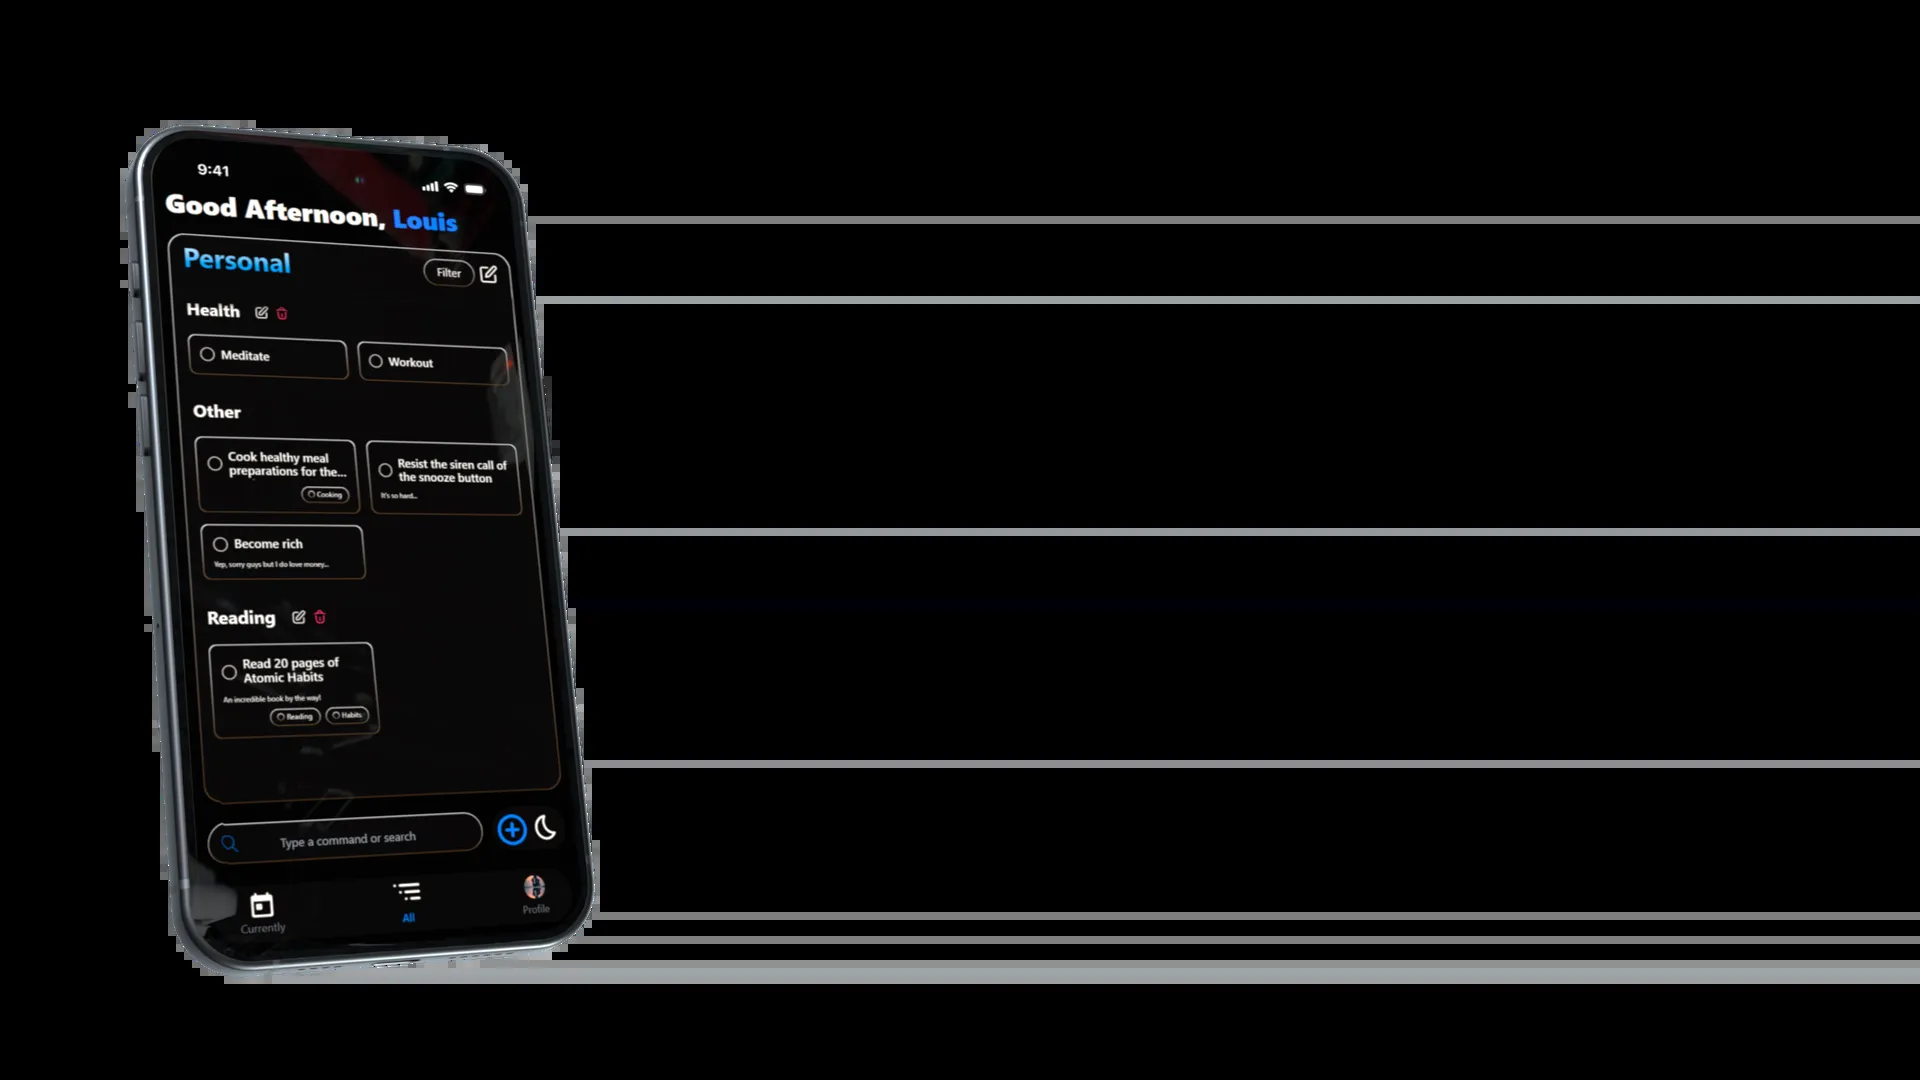 9:41
Good Afternoon, Louis
Personal
Filter
Health
Meditate
Workout
Other
Cook healthy meal
preparations for the...
Cooking
Resist the siren call of
the snooze button
It's so hard...
Become rich
Yep, sorry guys but I do love money...
Reading
Read 20 pages of
Atomic Habits
An incredible book by the way!
Reading
Habits
Type a command or search
Currently
All
Profile